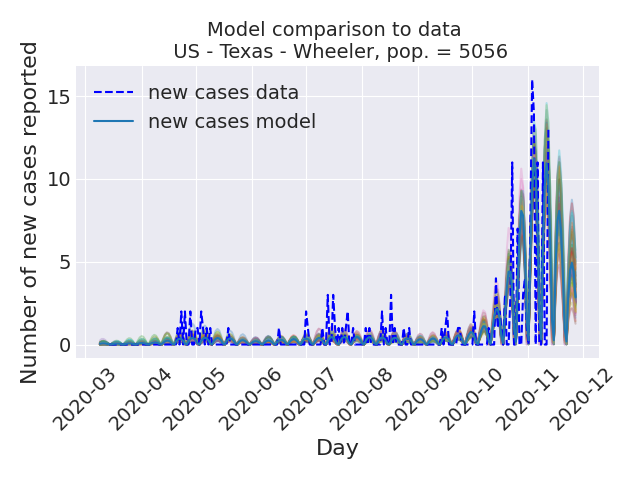 Model comparison to data
US - Texas - Wheeler, pop. = 5056
Number of new cases reported
15
10
5
0
new cases data
new cases model
2020-03
2020-04
2020-05
2020-06
2020-07
2020-08
2020-09
2020-10
2020-11
2020-12
Day